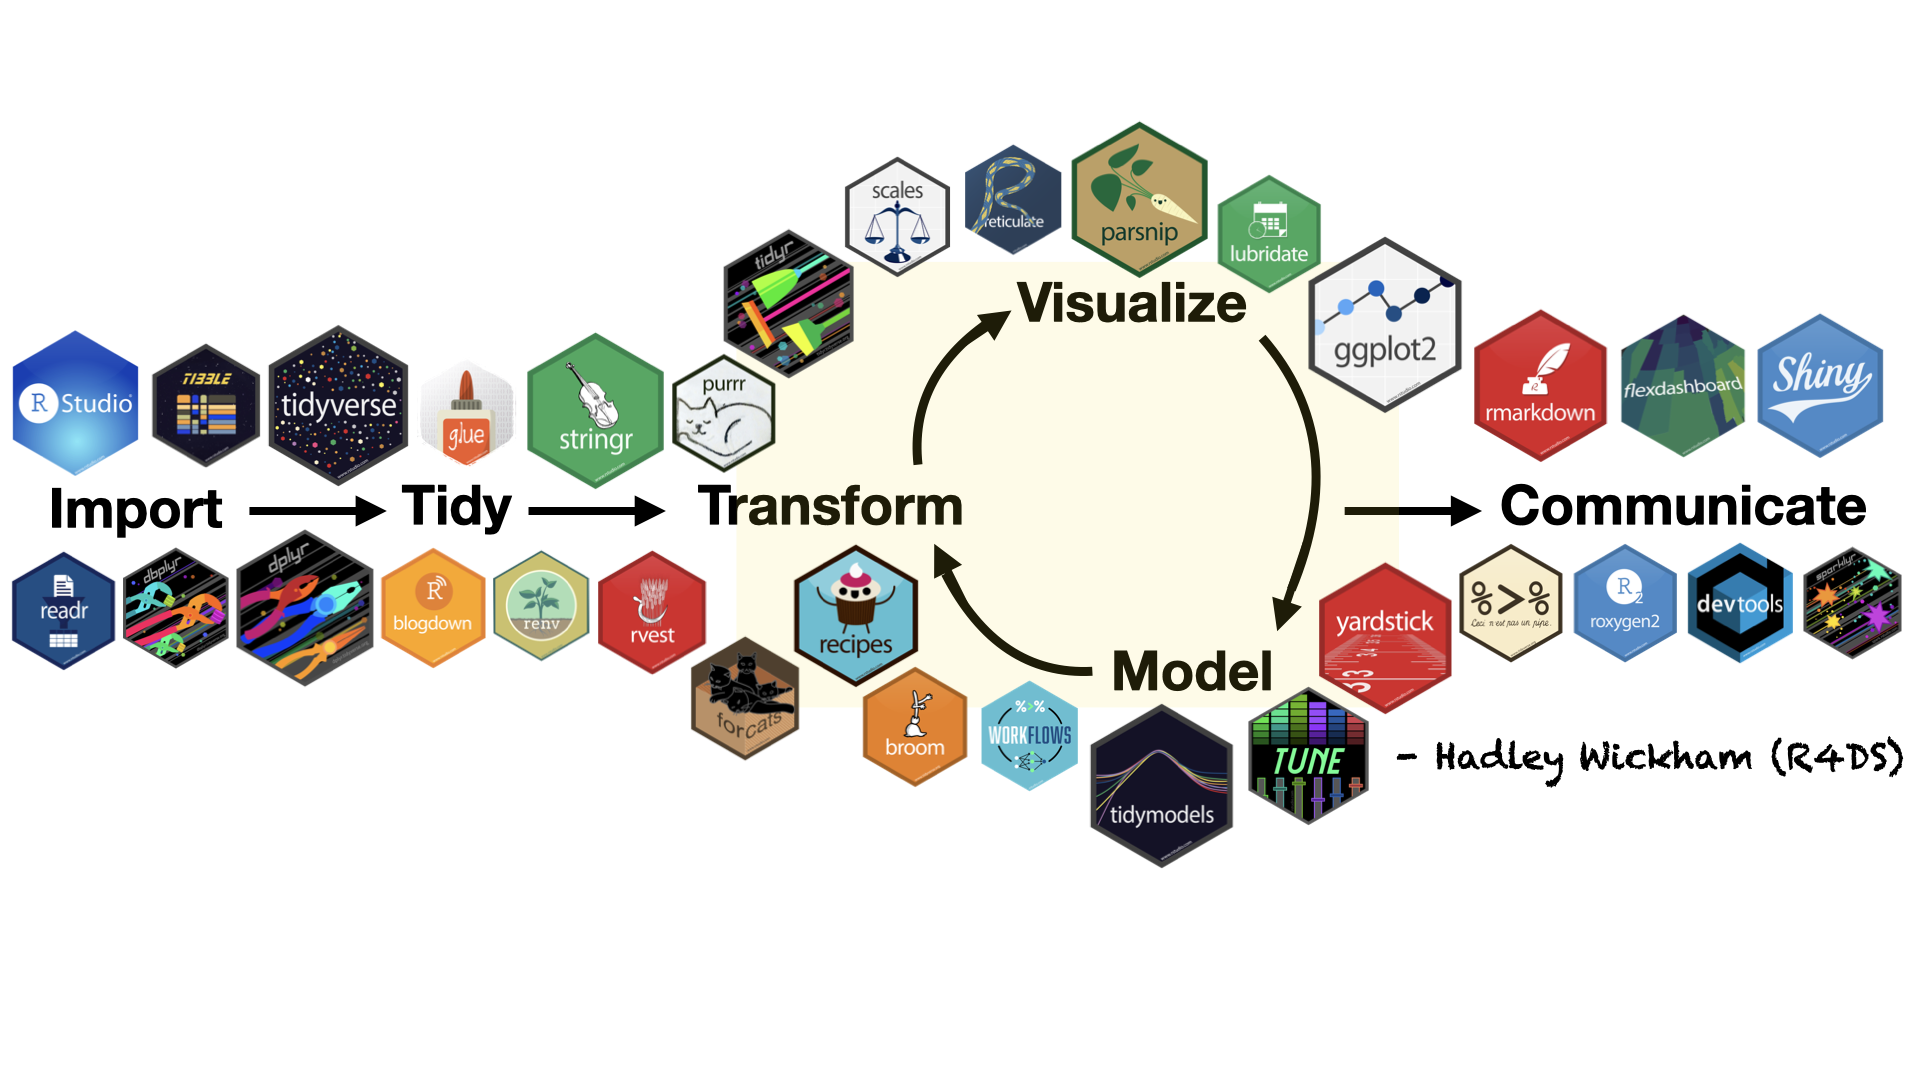 scales
reticulate
parsnip
lubridate
tidyr
Visualize
ggplot2
R Studio
TIBBLE
tidyverse
glue
stringr
purrr
rmarkdown
flexdashboard
Shiny
Import
Tidy
Transform
Communicate
readr
dbplyr
dplyr
blogdown
renv
rvest
recipes
forcats
broom
%>%
WORKFLOWS
Model
tidymodels
yardstick
TUNE
%>%
Ceci n'est pas un pipe.
R2
roxygen2
devtools
sparklyr
– Hadley Wickham (R4DS)